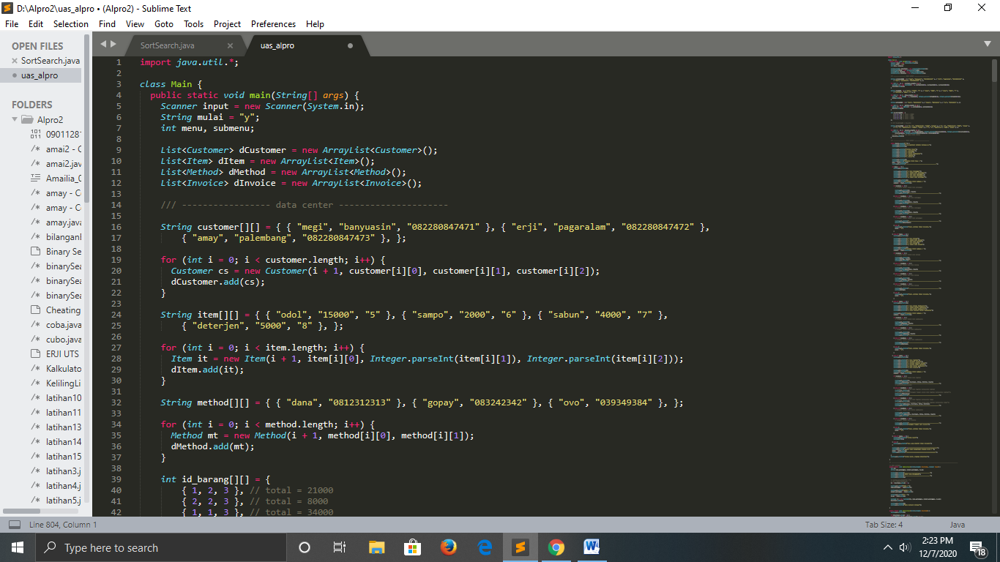 D:\Alpro2\uas_alpro • (Alpro2) - Sublime Text
File Edit Selection Find View Goto Tools Project Preferences Help
OPEN FILES
SortSearch.java
uas_alpro
FOLDERS
Alpro2
09011281
amai2 - C
amai2.jav
Amailia_0
amay - C
amay - C
amay.java
bilanganl
Binary Se
binarySea
binarySea
binarySea
Cheating
coba.java
cubo.java
ERJI UTS
Kalkulato
KelilingLi
latihan10
latihan11
latihan13
latihan14
latihan15
latihan3.j
latihan4.j
latihan5.j
SortSearch.java
uas_alpro
1 import java.util.*;
2
3 class Main {
4 public static void main(String[] args) {
5 Scanner input = new Scanner(System.in);
6 String mulai = "y";
7 int menu, submenu;
8
9 List<Customer> dCustomer = new ArrayList<Customer>();
10 List<Item> dItem = new ArrayList<Item>();
11 List<Method> dMethod = new ArrayList<Method>();
12 List<Invoice> dInvoice = new ArrayList<Invoice>();
13
14 /// ----------------- data center ---------------------
15
16 String customer[][] = { { "megi", "banyuasin", "082280847471" }, { "erji", "pagaralam", "082280847472" },
17 { "amay", "palembang", "082280847473" }, };
18
19 for (int i = 0; i < customer.length; i++) {
20 Customer cs = new Customer(i + 1, customer[i][0], customer[i][1], customer[i][2]);
21 dCustomer.add(cs);
22 }
23
24 String item[][] = { { "odol", "15000", "5" }, { "sampo", "2000", "6" }, { "sabun", "4000", "7" },
25 { "deterjen", "5000", "8" }, };
26
27 for (int i = 0; i < item.length; i++) {
28 Item it = new Item(i + 1, item[i][0], Integer.parseInt(item[i][1]), Integer.parseInt(item[i][2]));
29 dItem.add(it);
30 }
31
32 String method[][] = { { "dana", "0812312313" }, { "gopay", "083242342" }, { "ovo", "039349384" }, };
33
34 for (int i = 0; i < method.length; i++) {
35 Method mt = new Method(i + 1, method[i][0], method[i][1]);
36 dMethod.add(mt);
37 }
38
39 int id_barang[][] = {
40 { 1, 2, 3 }, // total = 21000
41 { 2, 2, 3 }, // total = 8000
42 { 1, 1, 3 }, // total = 34000
Line 804, Column 1
Tab Size: 4
Java
Type here to search
2:23 PM
12/7/2020
18